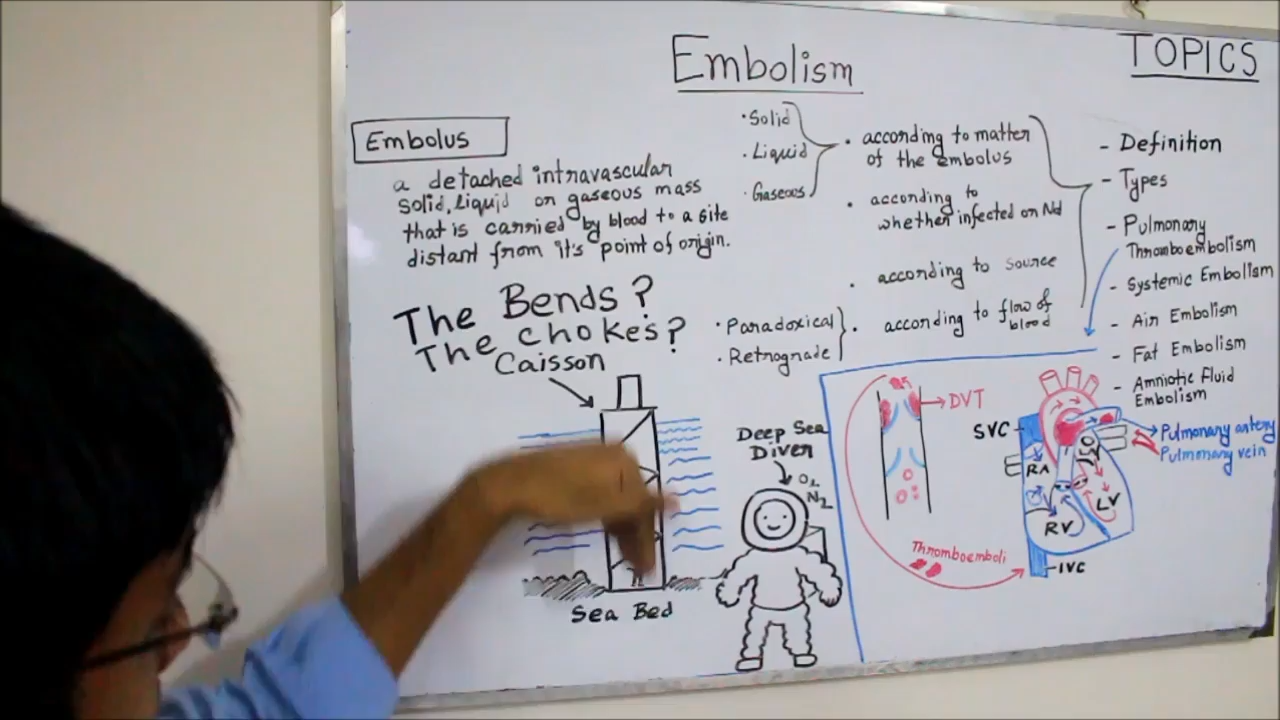 Embolism
TOPICS
Embolus
a detached intravascular
solid, liquid or gaseous mass
that is carried by blood to a site
distant from it's point of origin.
• Solid
• Liquid
• Gaseous
• according to matter
of the embolus
• according to
whether infected or Not
• according to source
• according to flow of
blood
• Paradoxical
• Retrograde
- Definition
- Types
- Pulmonary
Thromboembolism
- Systemic Embolism
- Air Embolism
- Fat Embolism
- Amniotic Fluid
Embolism
The Bends?
The chokes?
Caisson
Sea Bed
Deep Sea
Diver
O2
N2
DVT
Thromboemboli
SVC
RA
RV
LV
IVC
Pulmonary artery
Pulmonary vein